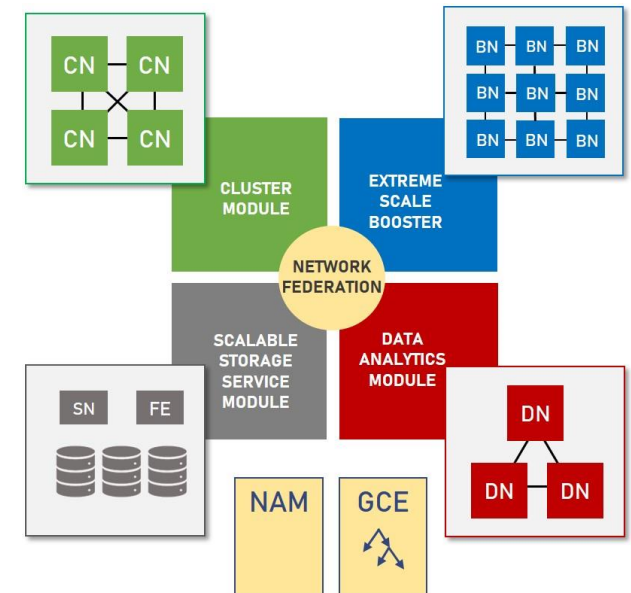 CN CN
CN CN
BN BN BN
BN BN BN
BN BN BN
CLUSTER
MODULE
EXTREME
SCALE
BOOSTER
NETWORK
FEDERATION
SCALABLE
STORAGE
SERVICE
MODULE
DATA
ANALYTICS
MODULE
SN FE
DN
DN DN
NAM
GCE